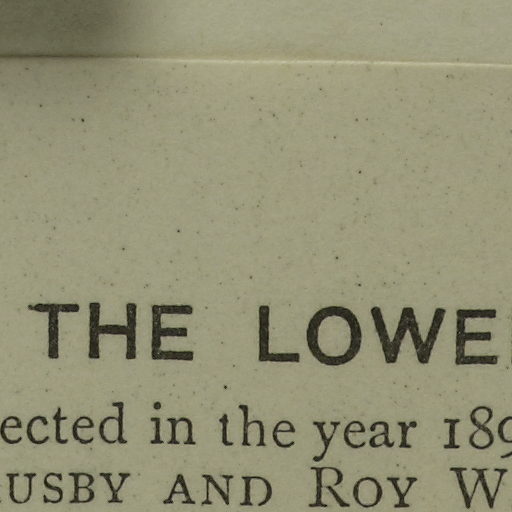 THE LOWE
ected in the year 189
USBY AND ROY W